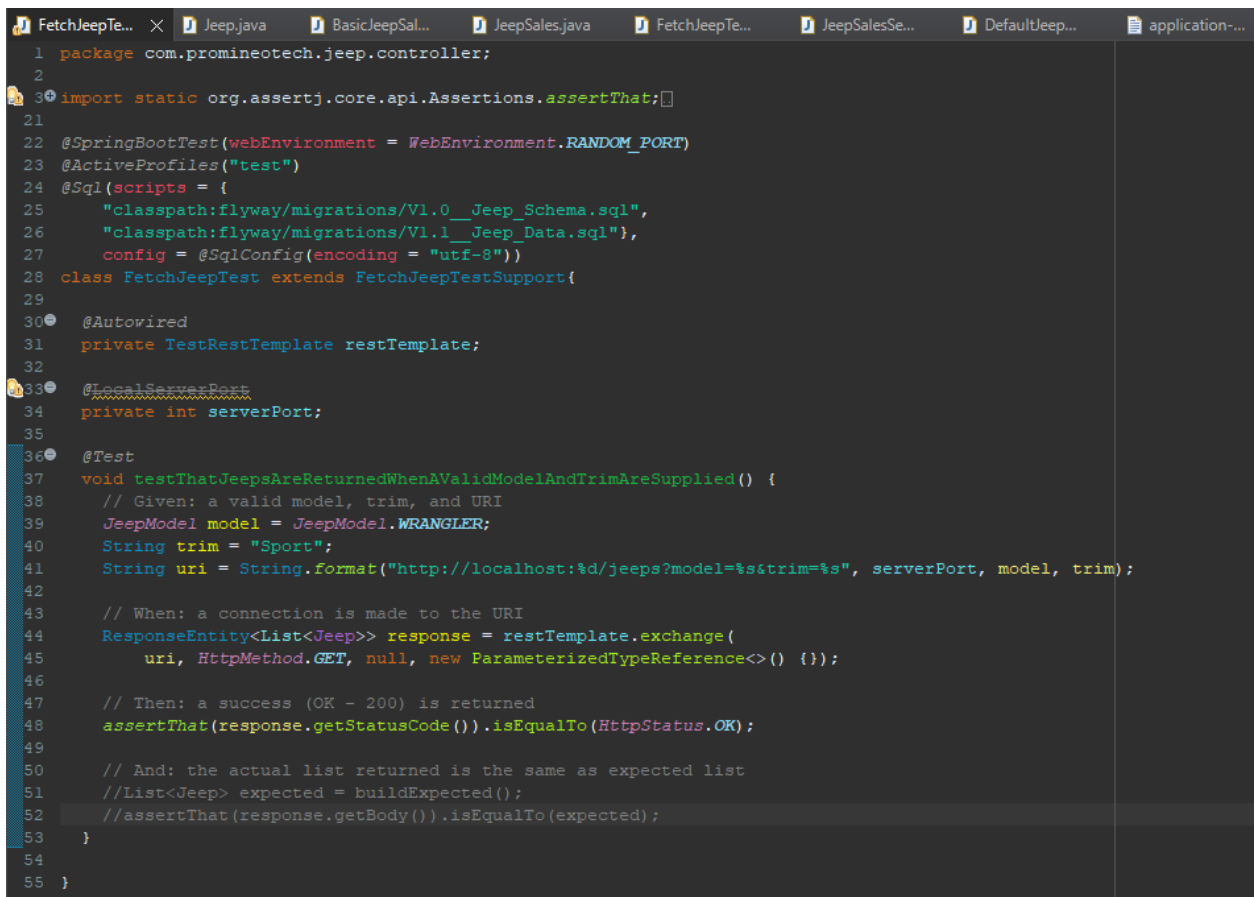 FetchJeepTe... Jeep.java BasicJeepSal... JeepSales.java FetchJeepTe... JeepSalesSe... DefaultJeep... application-...
1 package com.promineotech.jeep.controller;
2
3 import static org.assertj.core.api.Assertions.assertThat;
21
22 @SpringBootTest(webEnvironment = WebEnvironment.RANDOM_PORT)
23 @ActiveProfiles("test")
24 @Sql(scripts = {
25     "classpath:flyway/migrations/V1.0__Jeep_Schema.sql",
26     "classpath:flyway/migrations/V1.1__Jeep_Data.sql"},
27     config = @SqlConfig(encoding = "utf-8"))
28 class FetchJeepTest extends FetchJeepTestSupport{
29
30   @Autowired
31   private TestRestTemplate restTemplate;
32
33   @LocalServerPort
34   private int serverPort;
35
36   @Test
37   void testThatJeepsAreReturnedWhenAValidModelAndTrimAreSupplied() {
38     // Given: a valid model, trim, and URI
39     JeepModel model = JeepModel.WRANGLER;
40     String trim = "Sport";
41     String uri = String.format("http://localhost:%d/jeeps?model=%s&trim=%s", serverPort, model, trim);
42
43     // When: a connection is made to the URI
44     ResponseEntity<List<Jeep>> response = restTemplate.exchange(
45         uri, HttpMethod.GET, null, new ParameterizedTypeReference<>() {});
46
47     // Then: a success (OK - 200) is returned
48     assertThat(response.getStatusCode()).isEqualTo(HttpStatus.OK);
49
50     // And: the actual list returned is the same as expected list
51     //List<Jeep> expected = buildExpected();
52     //assertThat(response.getBody()).isEqualTo(expected);
53   }
54
55 }